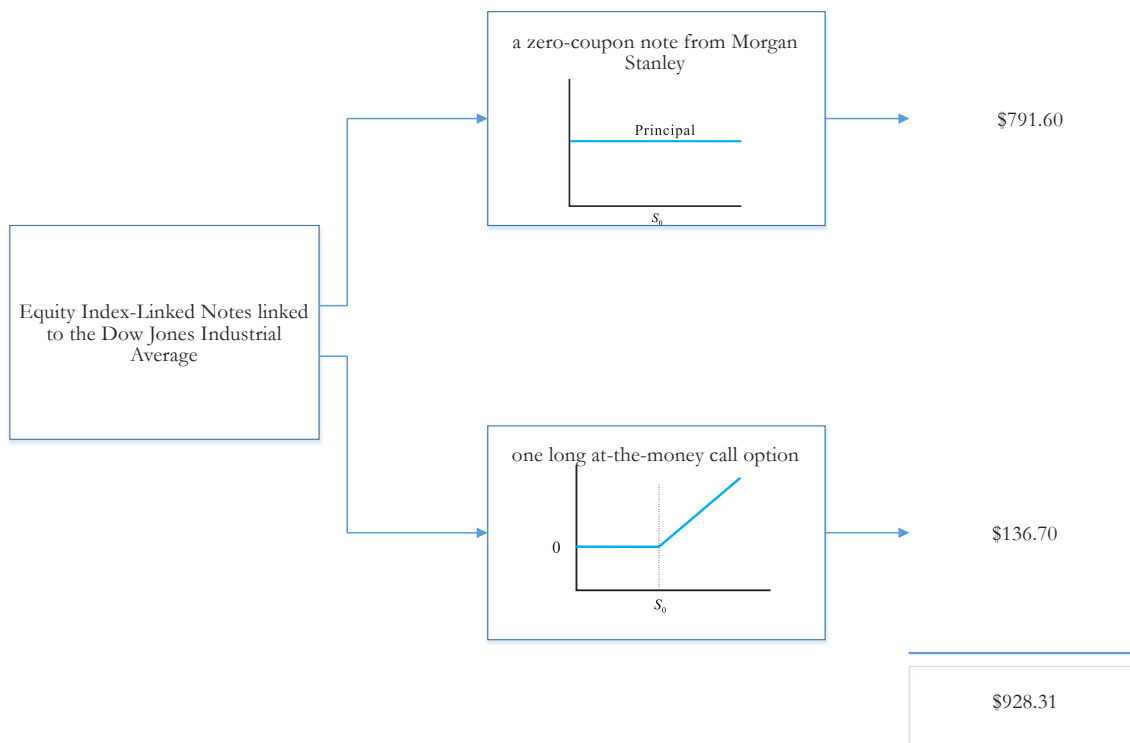 a zero-coupon note from Morgan
Stanley
Principal
S₀
$791.60
Equity Index-Linked Notes linked
to the Dow Jones Industrial
Average
one long at-the-money call option
0
S₀
$136.70
$928.31